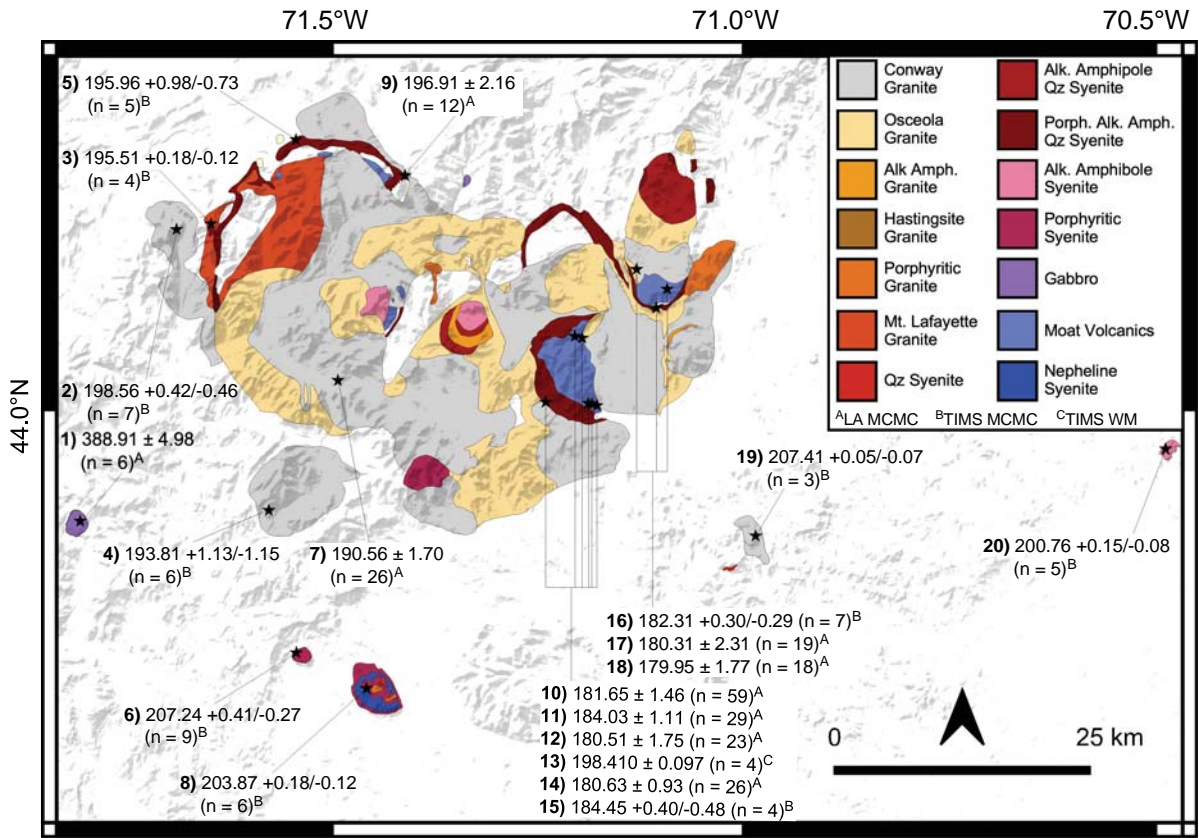 71.5°W
71.0°W
70.5°W
44.0°N
5) 195.96 +0.98/-0.73
(n = 5)B
9) 196.91 ± 2.16
(n = 12)A
3) 195.51 +0.18/-0.12
(n = 4)B
2) 198.56 +0.42/-0.46
(n = 7)B
1) 388.91 ± 4.98
(n = 6)A
4) 193.81 +1.13/-1.15
(n = 6)B
7) 190.56 ± 1.70
(n = 26)A
19) 207.41 +0.05/-0.07
(n = 3)B
20) 200.76 +0.15/-0.08
(n = 5)B
6) 207.24 +0.41/-0.27
(n = 9)B
8) 203.87 +0.18/-0.12
(n = 6)B
16) 182.31 +0.30/-0.29 (n = 7)B
17) 180.31 ± 2.31 (n = 19)A
18) 179.95 ± 1.77 (n = 18)A
10) 181.65 ± 1.46 (n = 59)A
11) 184.03 ± 1.11 (n = 29)A
12) 180.51 ± 1.75 (n = 23)A
13) 198.410 ± 0.097 (n = 4)C
14) 180.63 ± 0.93 (n = 26)A
15) 184.45 +0.40/-0.48 (n = 4)B
Conway
Granite
Osceola
Granite
Alk Amph.
Granite
Hastingsite
Granite
Porphyritic
Granite
Mt. Lafayette
Granite
Qz Syenite
Alk. Amphipole
Qz Syenite
Porph. Alk. Amph.
Qz Syenite
Alk. Amphibole
Syenite
Porphyritic
Syenite
Gabbro
Moat Volcanics
Nepheline
Syenite
ALA MCMC BTIMS MCMC CTIMS WM
0 25 km